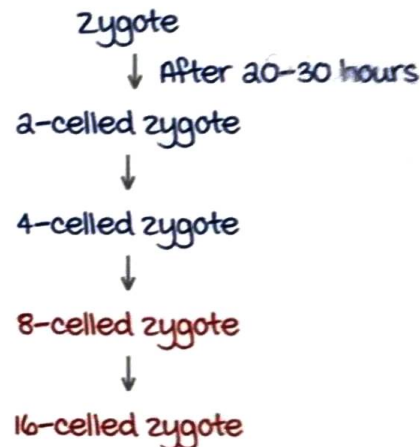 Zygote
↓ After 20-30 hours
2-celled zygote
↓
4-celled zygote
↓
8-celled zygote
↓
16-celled zygote